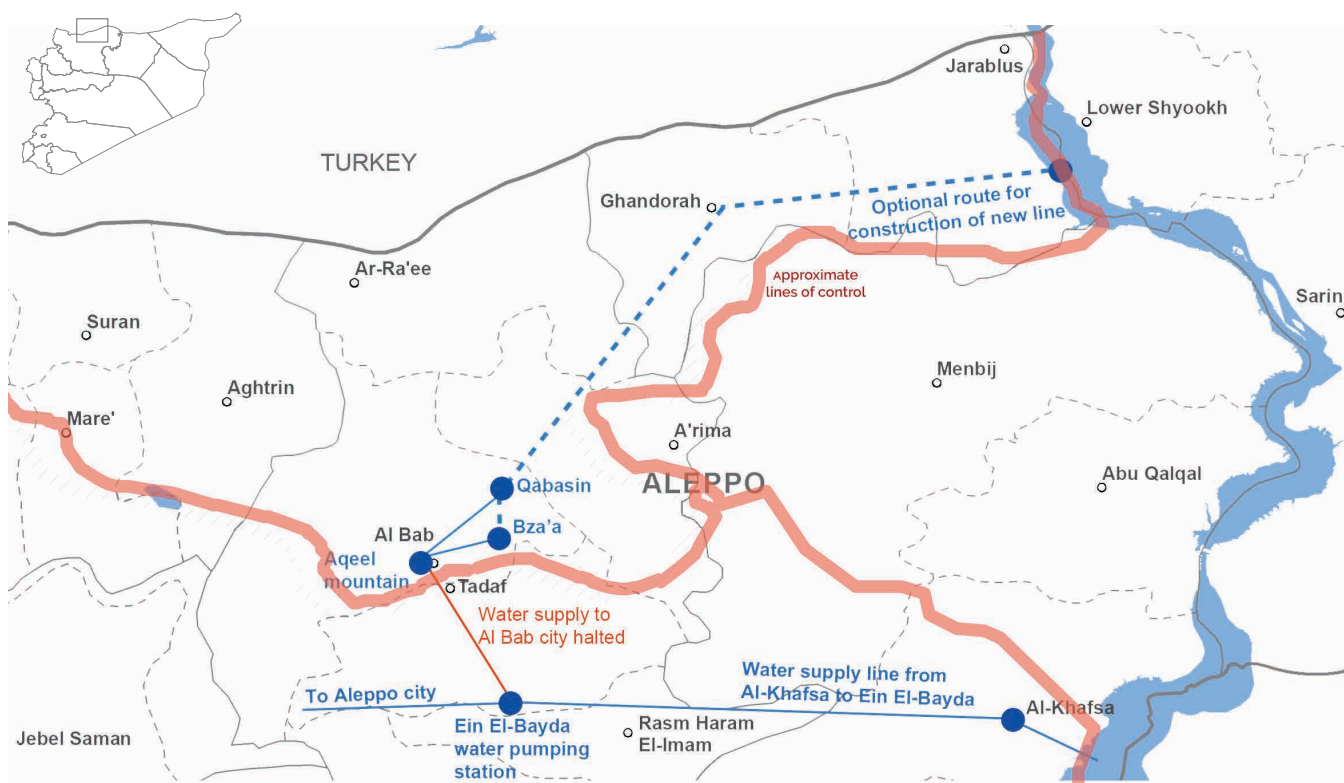 Jarablus
Lower Shyookh
TURKEY
Ghandorah
Optional route for
construction of new line
Ar-Ra'ee
Approximate
lines of control
Sarin
Suran
Menbij
Aghtrin
Mare'
A'rima
ALEPPO
Abu Qalqal
Qabasin
Al Bab
Bza'a
Aqeel
mountain
Tadaf
Water supply to
Al Bab city halted
Water supply line from
Al-Khafsa to Ein El-Bayda
To Aleppo city
Al-Khafsa
Ein El-Bayda
water pumping
station
Rasm Haram
El-Imam
Jebel Saman